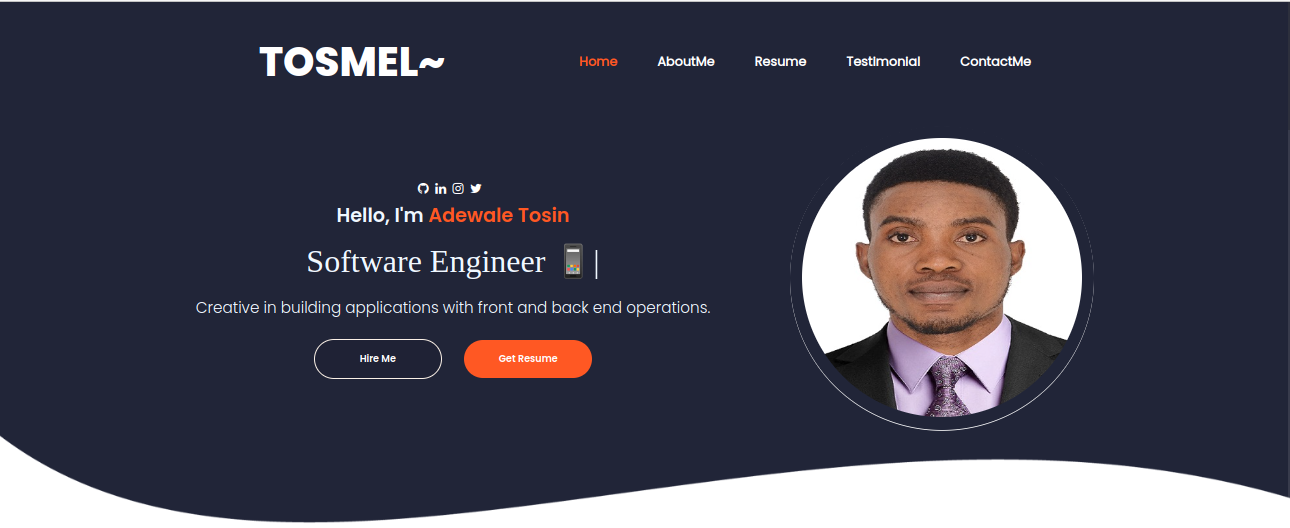 TOSMEL~
Home AboutMe Resume Testimonial ContactMe
Hello, I'm Adewale Tosin
Software Engineer 📱 |
Creative in building applications with front and back end operations.
Hire Me Get Resume